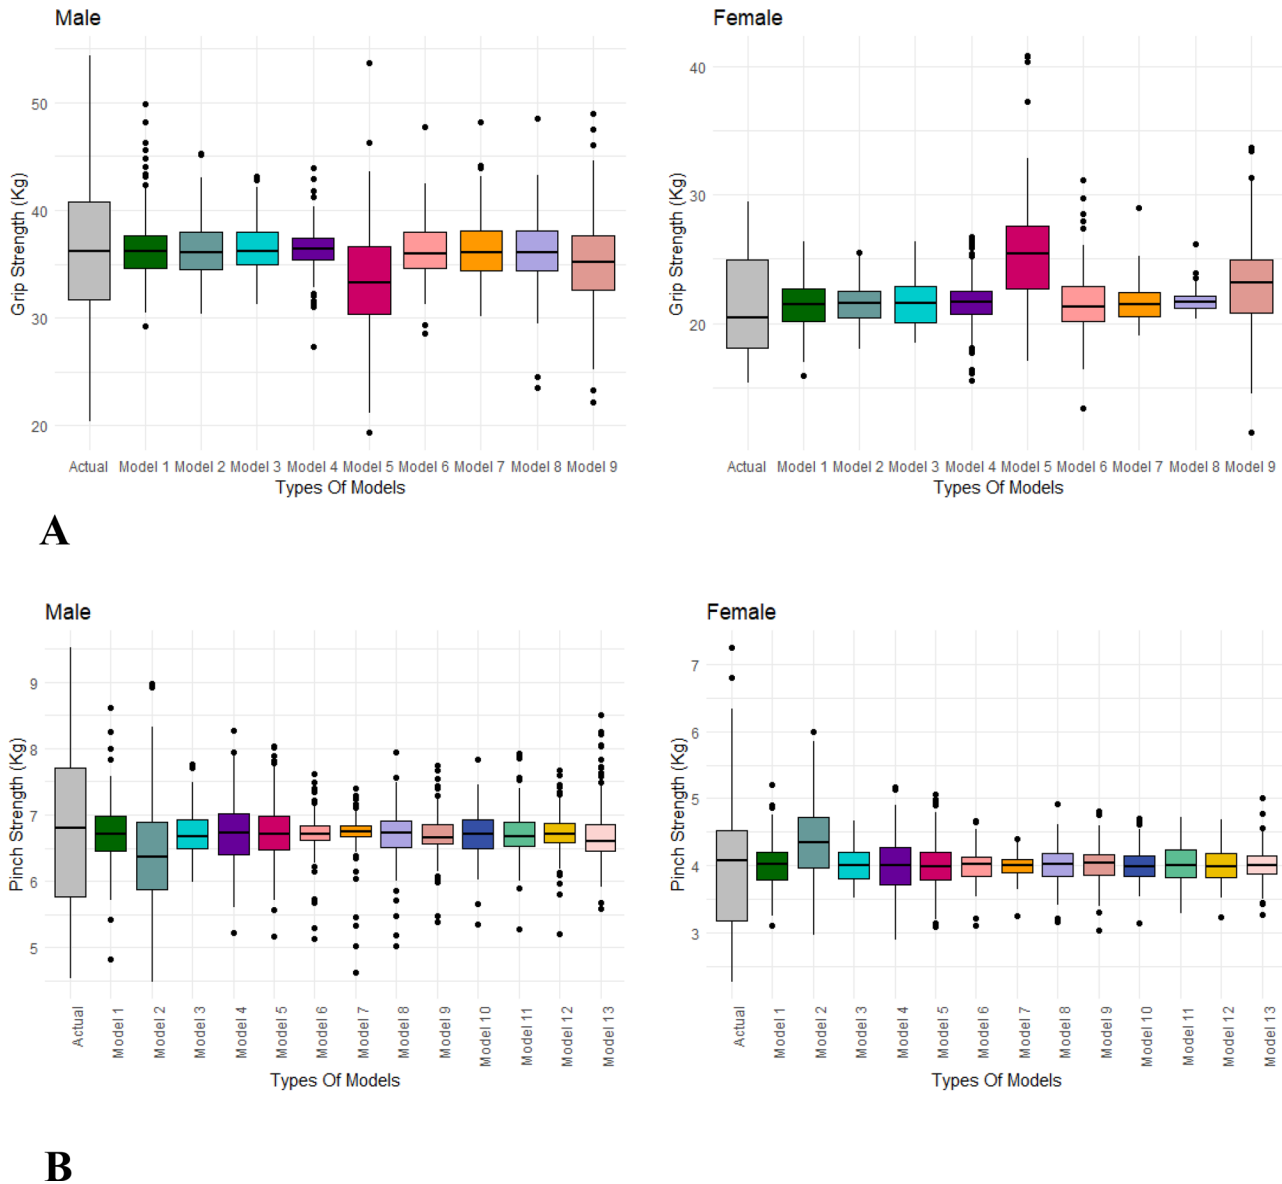 Male
Grip Strength (Kg)
50
40
30
20
Actual Model 1 Model 2 Model 3 Model 4 Model 5 Model 6 Model 7 Model 8 Model 9
Types Of Models
Female
Grip Strength (Kg)
40
30
20
Actual Model 1 Model 2 Model 3 Model 4 Model 5 Model 6 Model 7 Model 8 Model 9
Types Of Models
A
Male
Pinch Strength (Kg)
9
8
7
6
5
Actual
Model 1
Model 2
Model 3
Model 4
Model 5
Model 6
Model 7
Model 8
Model 9
Model 10
Model 11
Model 12
Model 13
Types Of Models
Female
Pinch Strength (Kg)
7
6
5
4
3
Actual
Model 1
Model 2
Model 3
Model 4
Model 5
Model 6
Model 7
Model 8
Model 9
Model 10
Model 11
Model 12
Model 13
Types Of Models
B